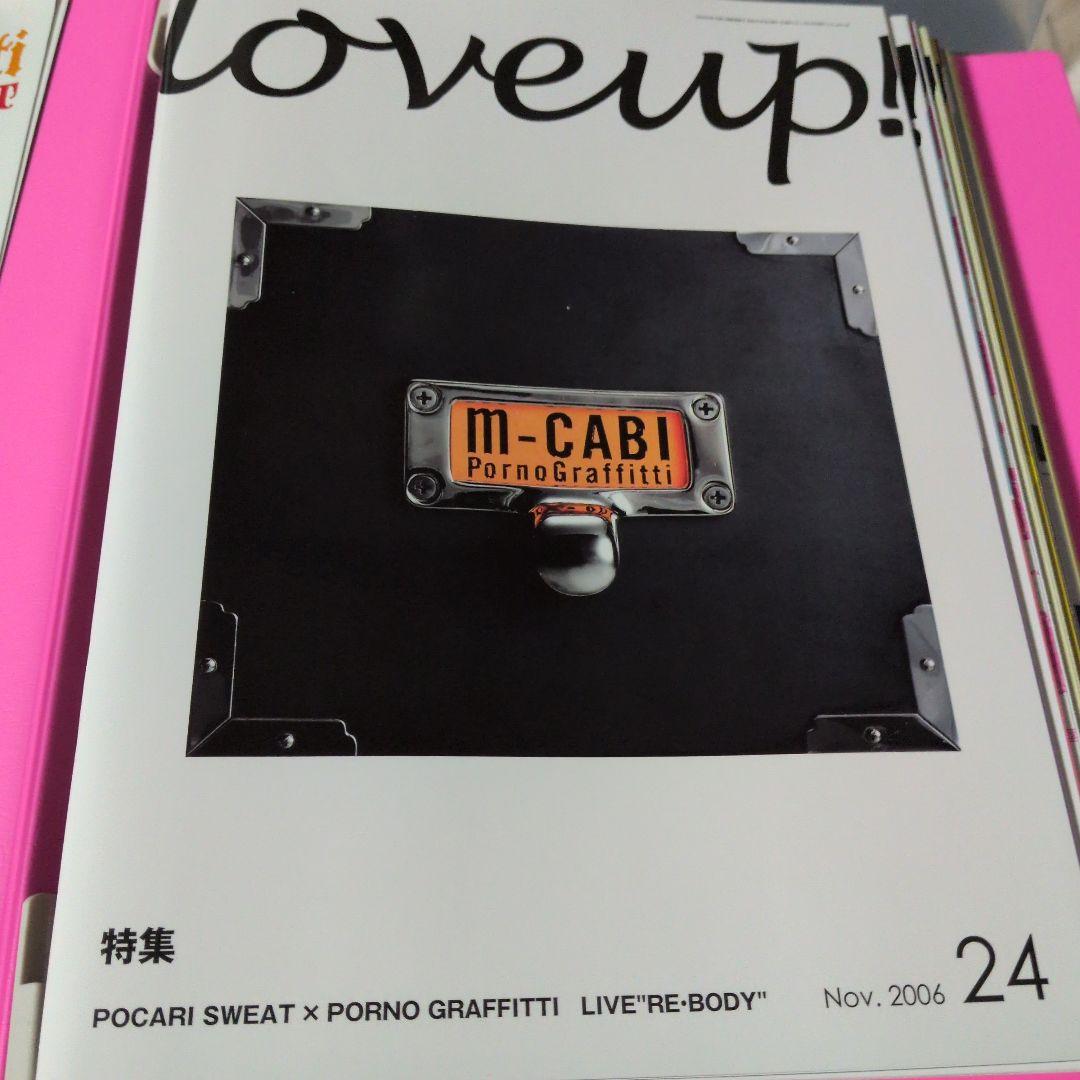 loveup!
m-CABI
PornoGraffitti
特集
POCARI SWEAT × PORNO GRAFFITTI LIVE"RE•BODY"
Nov. 2006 24